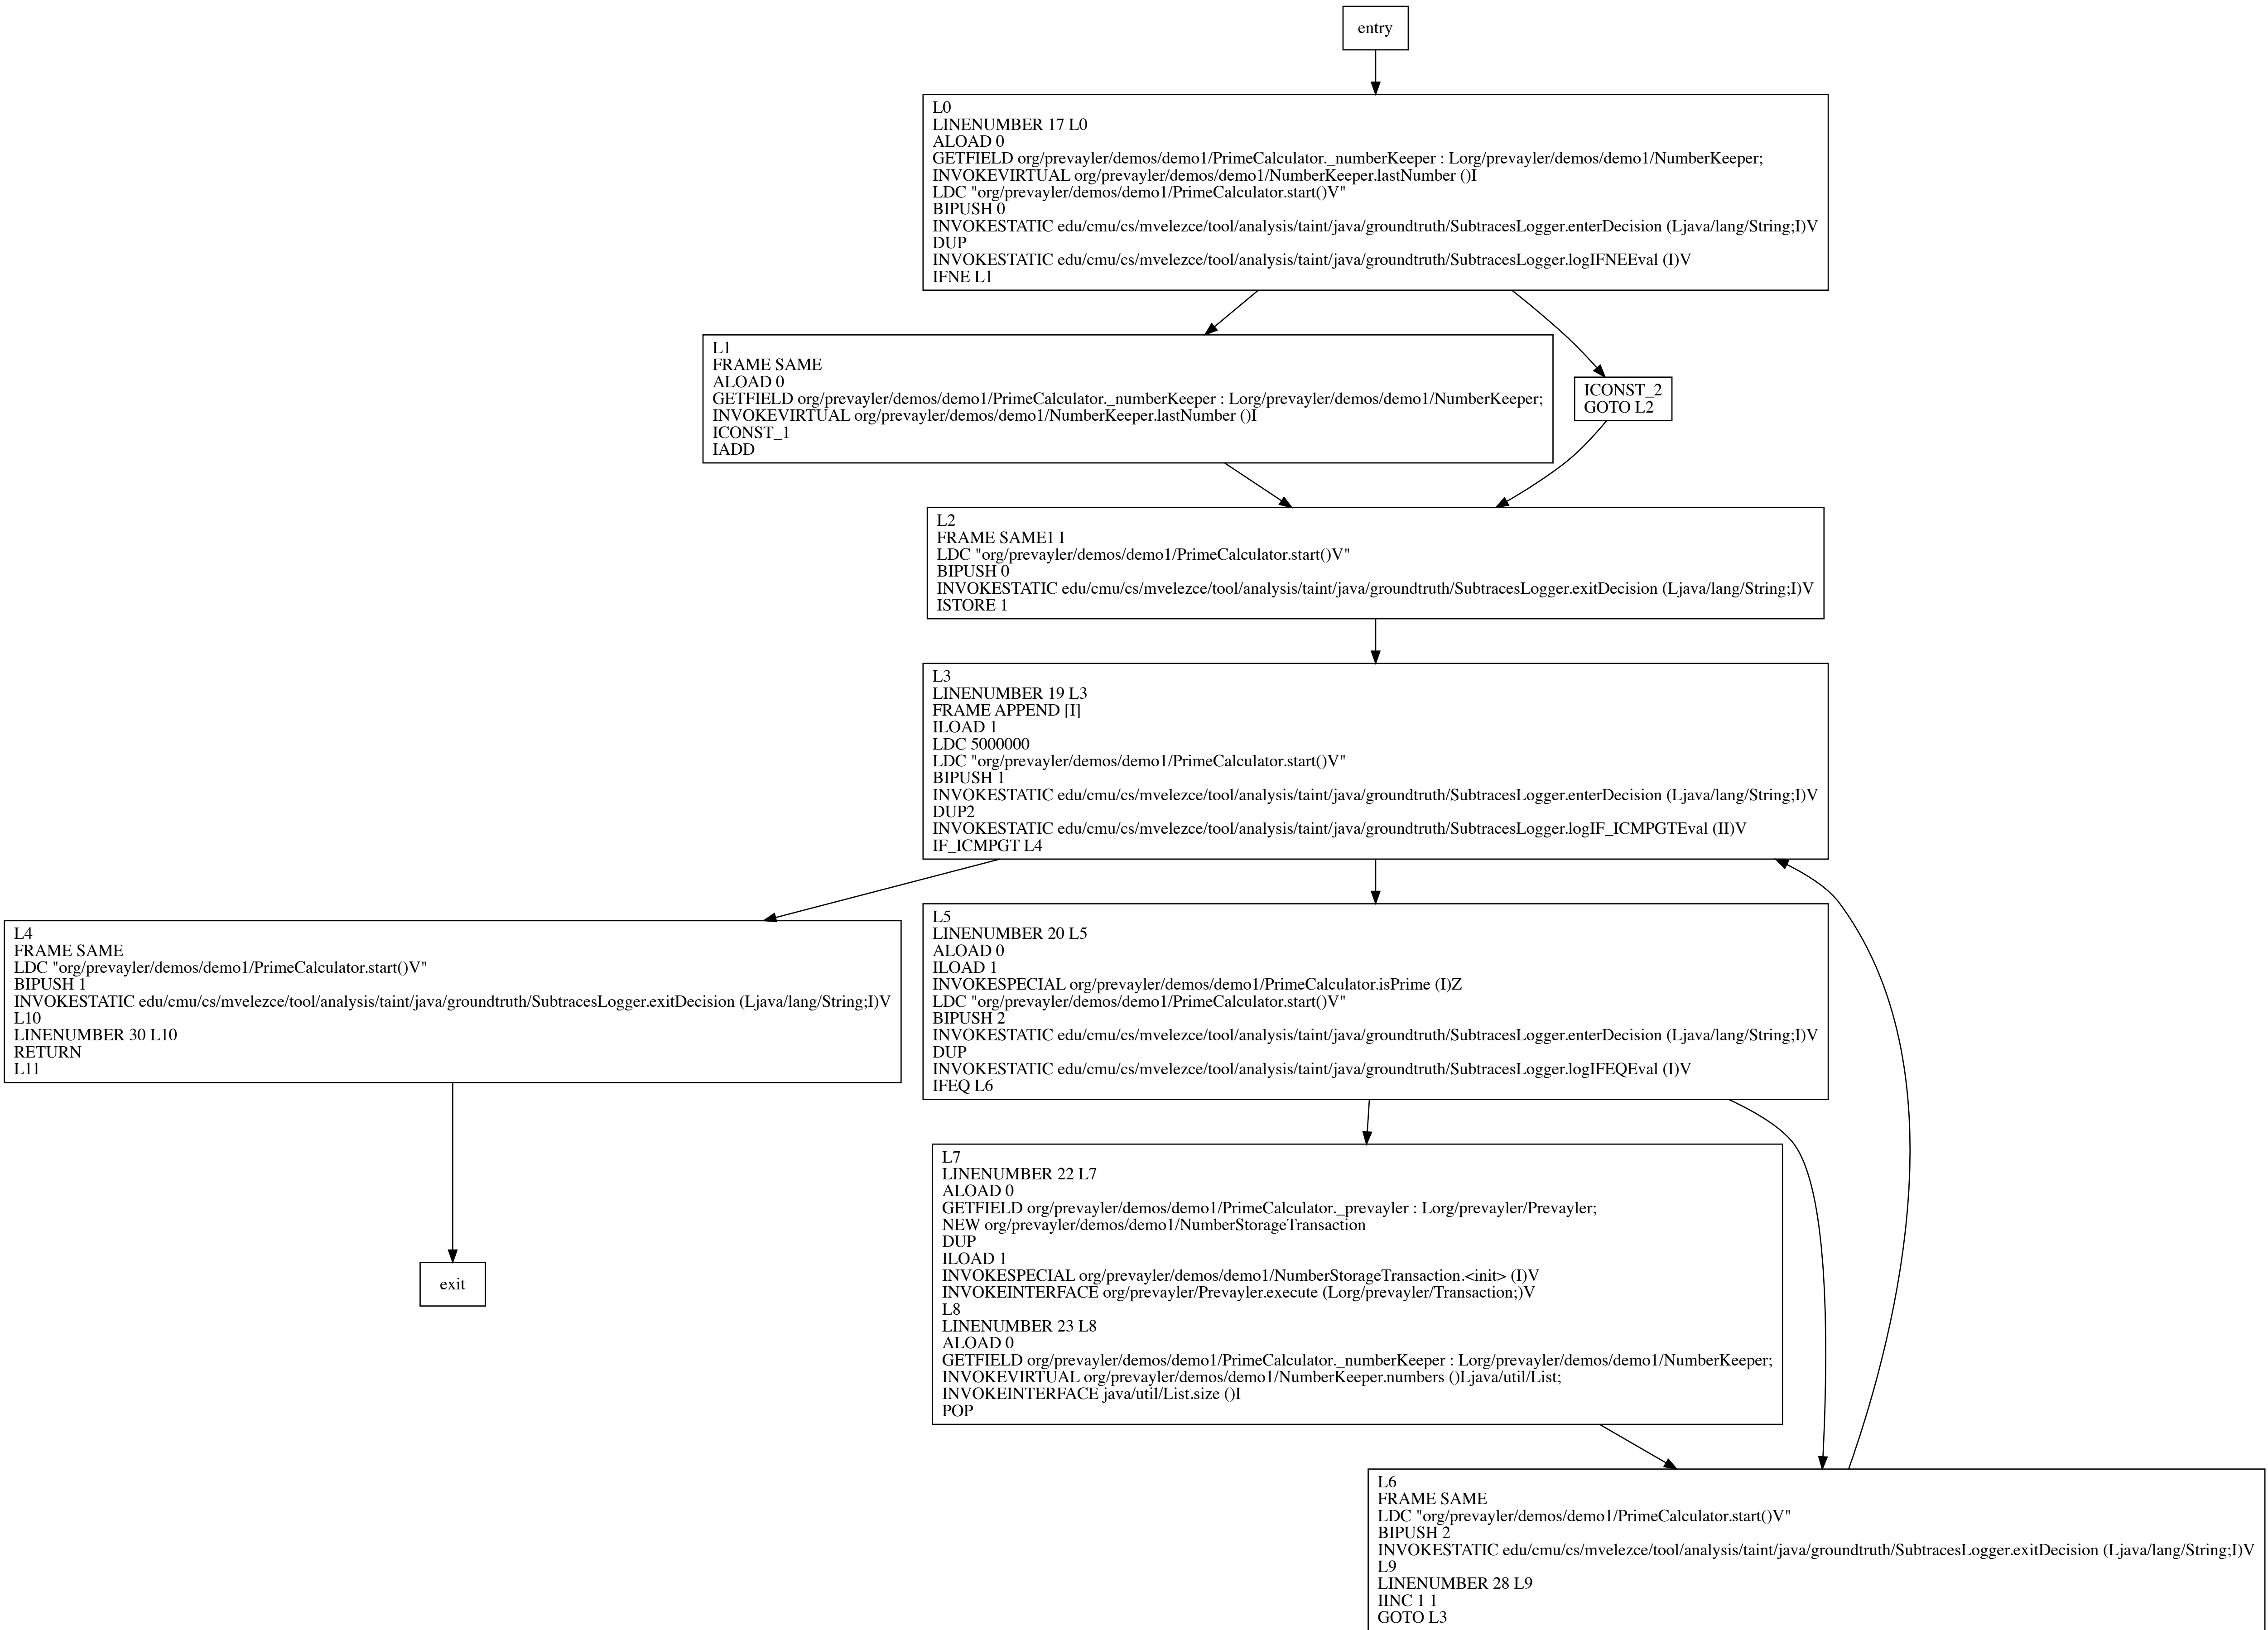 entry
L0
LINENUMBER 17 L0
ALOAD 0
GETFIELD org/prevayler/demos/demo1/PrimeCalculator._numberKeeper : Lorg/prevayler/demos/demo1/NumberKeeper;
INVOKEVIRTUAL org/prevayler/demos/demo1/NumberKeeper.lastNumber ()I
LDC "org/prevayler/demos/demo1/PrimeCalculator.start()V"
BIPUSH 0
INVOKESTATIC edu/cmu/cs/mvelezce/tool/analysis/taint/java/groundtruth/SubtracesLogger.enterDecision (Ljava/lang/String;I)V
DUP
INVOKESTATIC edu/cmu/cs/mvelezce/tool/analysis/taint/java/groundtruth/SubtracesLogger.logIFNEEval (I)V
IFNE L1
L1
FRAME SAME
ALOAD 0
GETFIELD org/prevayler/demos/demo1/PrimeCalculator._numberKeeper : Lorg/prevayler/demos/demo1/NumberKeeper;
INVOKEVIRTUAL org/prevayler/demos/demo1/NumberKeeper.lastNumber ()I
ICONST_1
IADD
ICONST_2
GOTO L2
L2
FRAME SAME1 I
LDC "org/prevayler/demos/demo1/PrimeCalculator.start()V"
BIPUSH 0
INVOKESTATIC edu/cmu/cs/mvelezce/tool/analysis/taint/java/groundtruth/SubtracesLogger.exitDecision (Ljava/lang/String;I)V
ISTORE 1
L3
LINENUMBER 19 L3
FRAME APPEND [I]
ILOAD 1
LDC 5000000
LDC "org/prevayler/demos/demo1/PrimeCalculator.start()V"
BIPUSH 1
INVOKESTATIC edu/cmu/cs/mvelezce/tool/analysis/taint/java/groundtruth/SubtracesLogger.enterDecision (Ljava/lang/String;I)V
DUP2
INVOKESTATIC edu/cmu/cs/mvelezce/tool/analysis/taint/java/groundtruth/SubtracesLogger.logIF_ICMPGTEval (II)V
IF_ICMPGT L4
L4
FRAME SAME
LDC "org/prevayler/demos/demo1/PrimeCalculator.start()V"
BIPUSH 1
INVOKESTATIC edu/cmu/cs/mvelezce/tool/analysis/taint/java/groundtruth/SubtracesLogger.exitDecision (Ljava/lang/String;I)V
L10
LINENUMBER 30 L10
RETURN
L11
L5
LINENUMBER 20 L5
ALOAD 0
ILOAD 1
INVOKESPECIAL org/prevayler/demos/demo1/PrimeCalculator.isPrime (I)Z
LDC "org/prevayler/demos/demo1/PrimeCalculator.start()V"
BIPUSH 2
INVOKESTATIC edu/cmu/cs/mvelezce/tool/analysis/taint/java/groundtruth/SubtracesLogger.enterDecision (Ljava/lang/String;I)V
DUP
INVOKESTATIC edu/cmu/cs/mvelezce/tool/analysis/taint/java/groundtruth/SubtracesLogger.logIFEQEval (I)V
IFEQ L6
exit
L7
LINENUMBER 22 L7
ALOAD 0
GETFIELD org/prevayler/demos/demo1/PrimeCalculator._prevayler : Lorg/prevayler/Prevayler;
NEW org/prevayler/demos/demo1/NumberStorageTransaction
DUP
ILOAD 1
INVOKESPECIAL org/prevayler/demos/demo1/NumberStorageTransaction.<init> (I)V
INVOKEINTERFACE org/prevayler/Prevayler.execute (Lorg/prevayler/Transaction;)V
L8
LINENUMBER 23 L8
ALOAD 0
GETFIELD org/prevayler/demos/demo1/PrimeCalculator._numberKeeper : Lorg/prevayler/demos/demo1/NumberKeeper;
INVOKEVIRTUAL org/prevayler/demos/demo1/NumberKeeper.numbers ()Ljava/util/List;
INVOKEINTERFACE java/util/List.size ()I
POP
L6
FRAME SAME
LDC "org/prevayler/demos/demo1/PrimeCalculator.start()V"
BIPUSH 2
INVOKESTATIC edu/cmu/cs/mvelezce/tool/analysis/taint/java/groundtruth/SubtracesLogger.exitDecision (Ljava/lang/String;I)V
L9
LINENUMBER 28 L9
IINC 1 1
GOTO L3